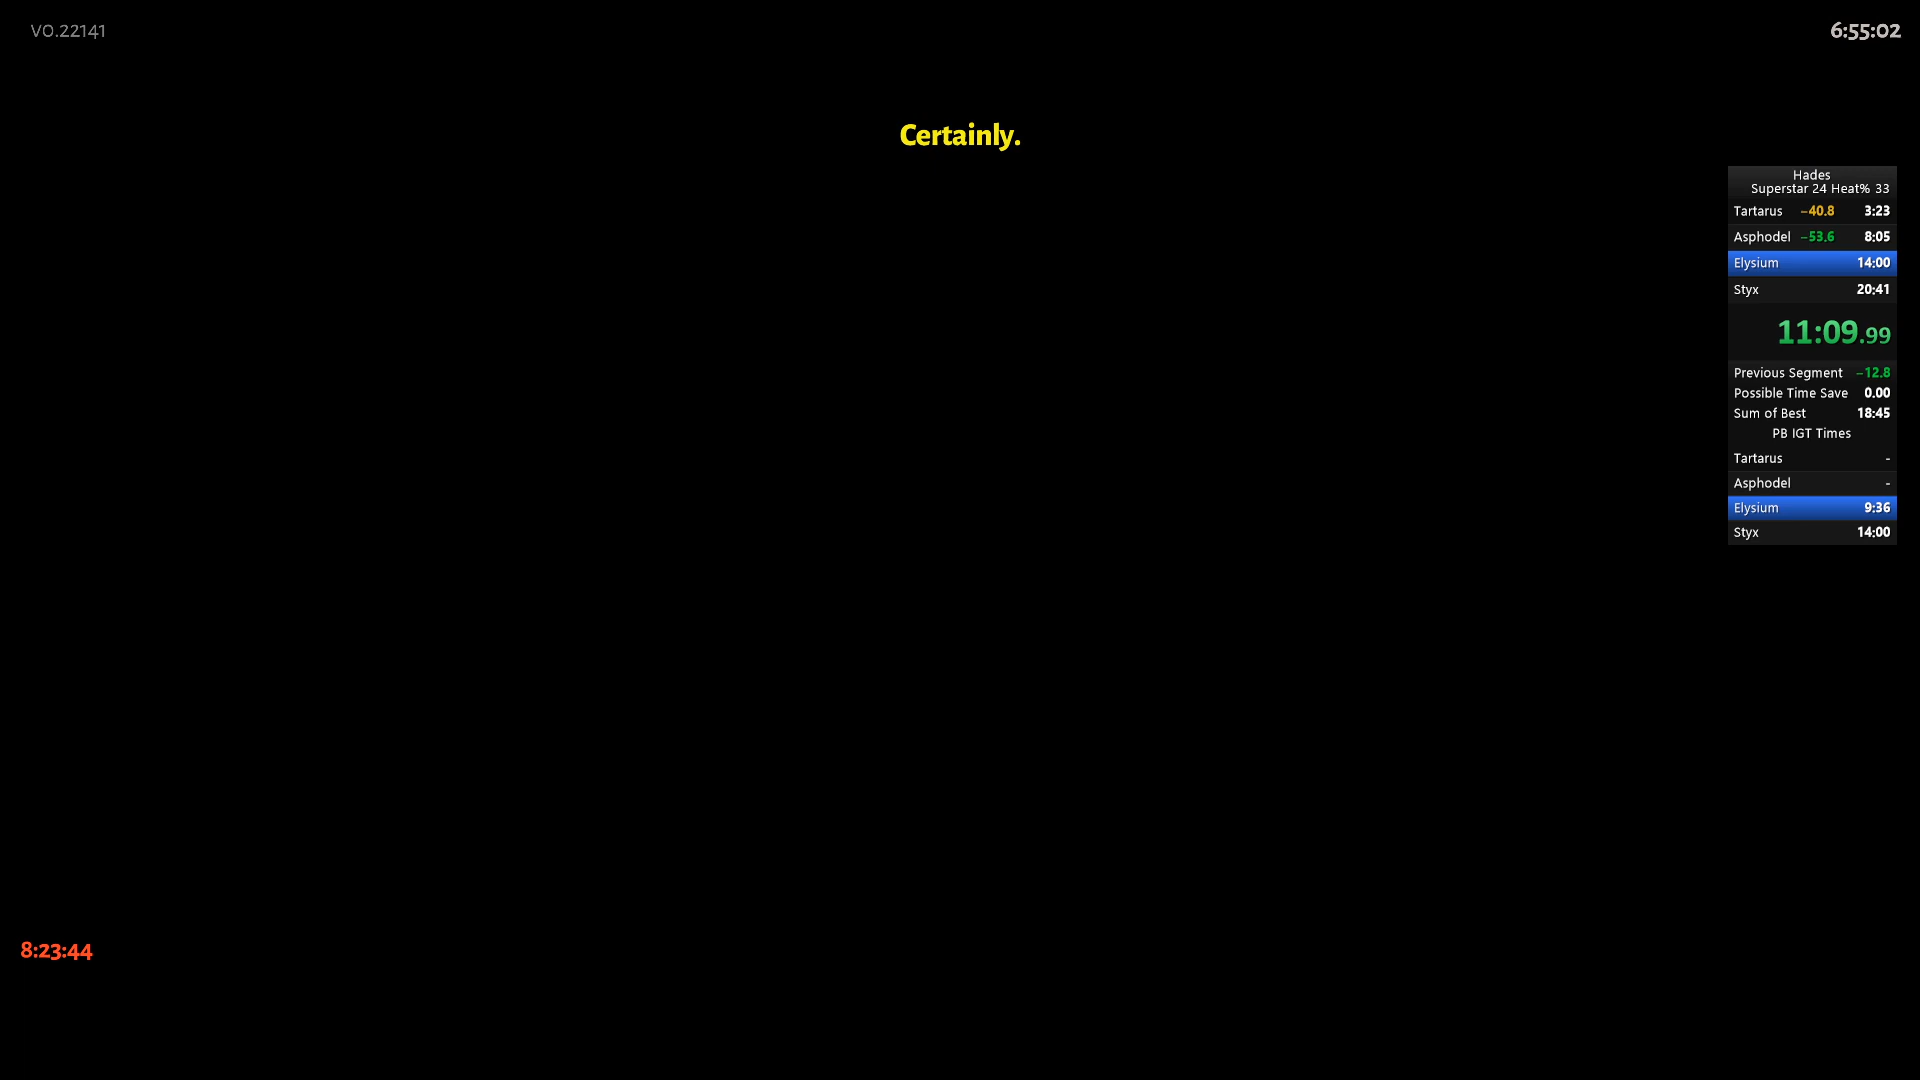 VO.22141
6:55:02
Certainly.
Hades
Superstar 24 Heat% 33
Tartarus −40.8 3:23
Asphodel −53.6 8:05
Elysium 14:00
Styx 20:41
11:09.99
Previous Segment −12.8
Possible Time Save 0.00
Sum of Best 18:45
PB IGT Times
Tartarus -
Asphodel -
Elysium 9:36
Styx 14:00
8:23:44